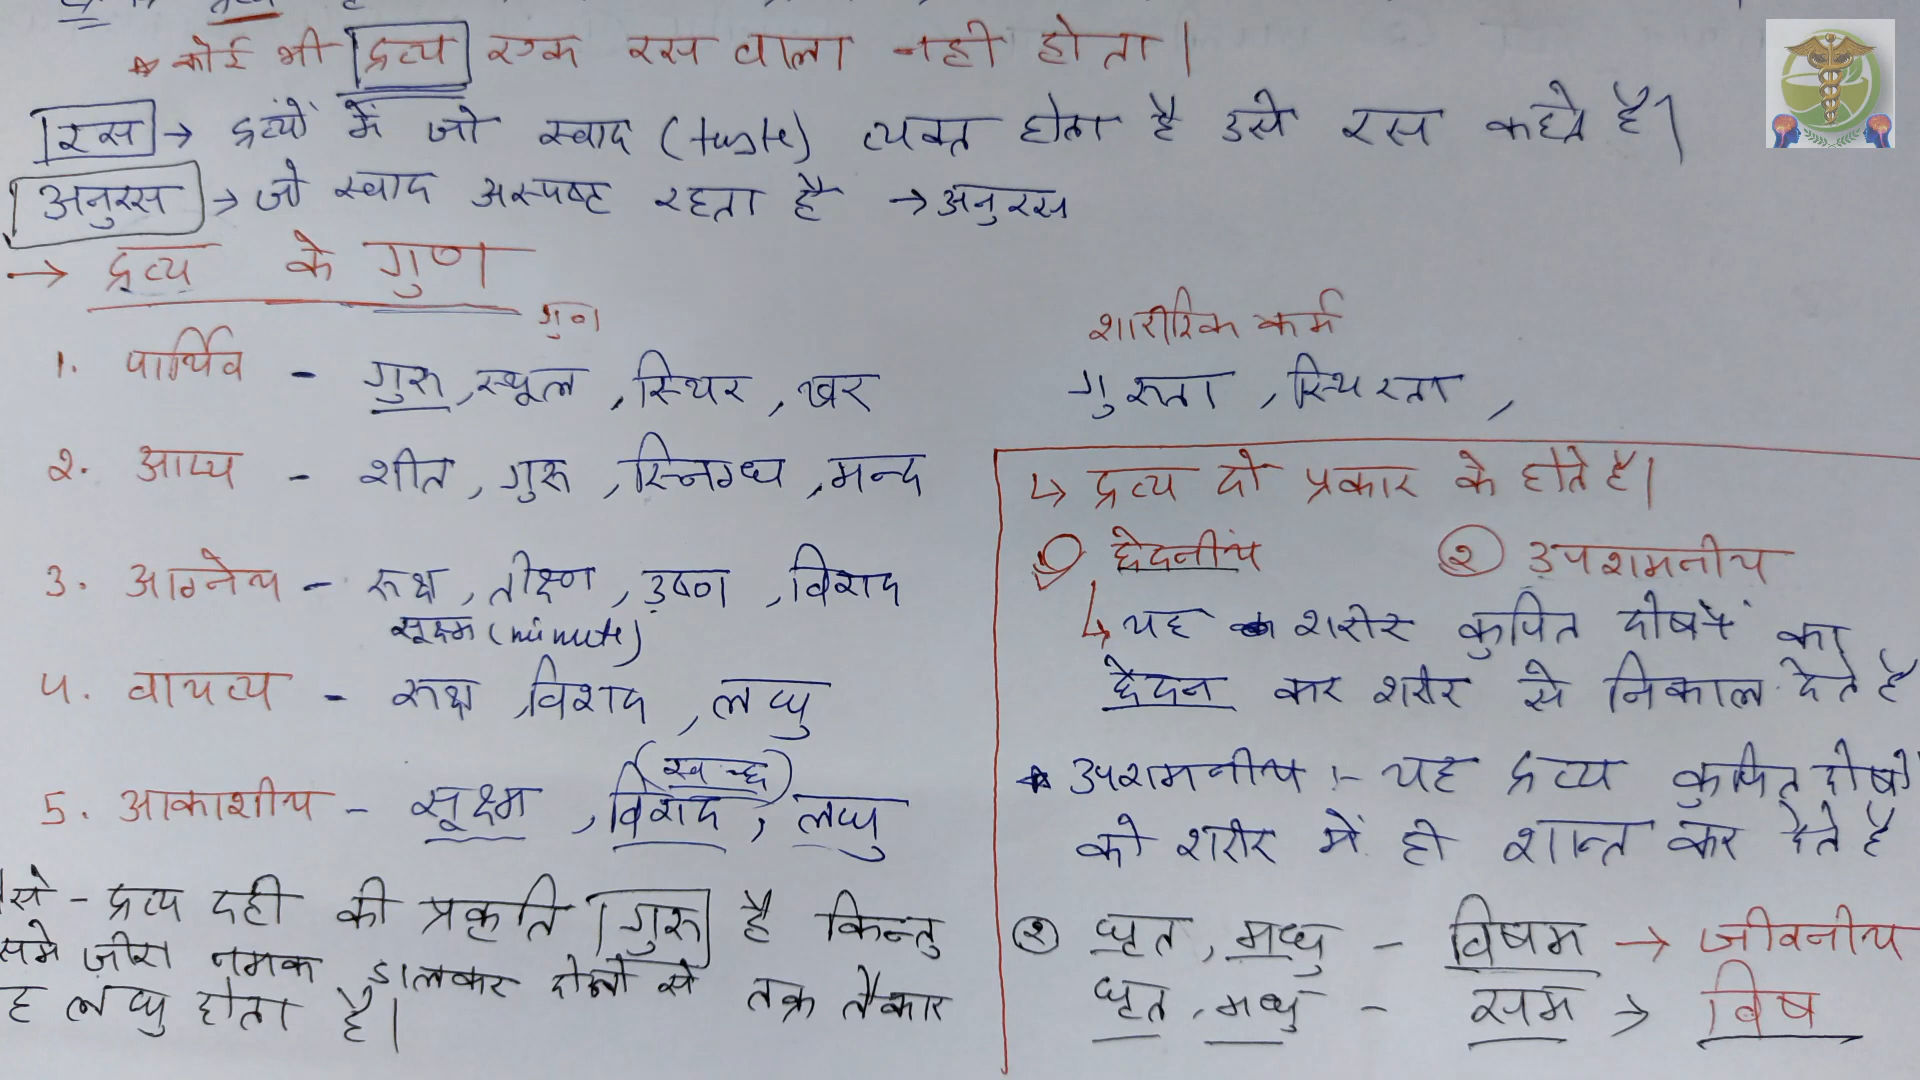 * कोई भी द्रव्य एक रस वाला नही होता।
रस → द्रव्यों में जो स्वाद (taste) व्यक्त होता है उसे रस कहते है।
अनुरस → जो स्वाद अस्पष्ट रहता है → अनुरस
→ द्रव्य के गुण
गुण
शारीरिक कर्म
1. पार्थिव - गुरु, स्थूल, स्थिर, खर
गुरुता, स्थिरता,
२. आप्य - शीत, गुरु, स्निग्ध, मन्द
3. आग्नेय - रूक्ष, तीक्ष्ण, उष्ण, विशद
सूक्ष्म (minute)
4. वायव्य - रूक्ष, विशद, लघु
(स्वच्छ)
5. आकाशीय - सूक्ष्म, विशद, लघु
से - द्रव्य दही की प्रकृति गुरु है किन्तु
समे जीरा नमक डालकर दोनो से तक्र तैकार
ह लघु होता है।
↳ द्रव्य दो प्रकार के होते है।
छेदनीय
② उपशमनीय
↳ यह शरीर कुपित दोषों का
छेदन कर शरीर से निकाल देते है
* उपशमनीय :- यह द्रव्य कुपित दोषो
को शरीर में ही शान्त कर देते है
② घृत, मधु - विषम → जीवनीय
घृत, मधु - सम → विष